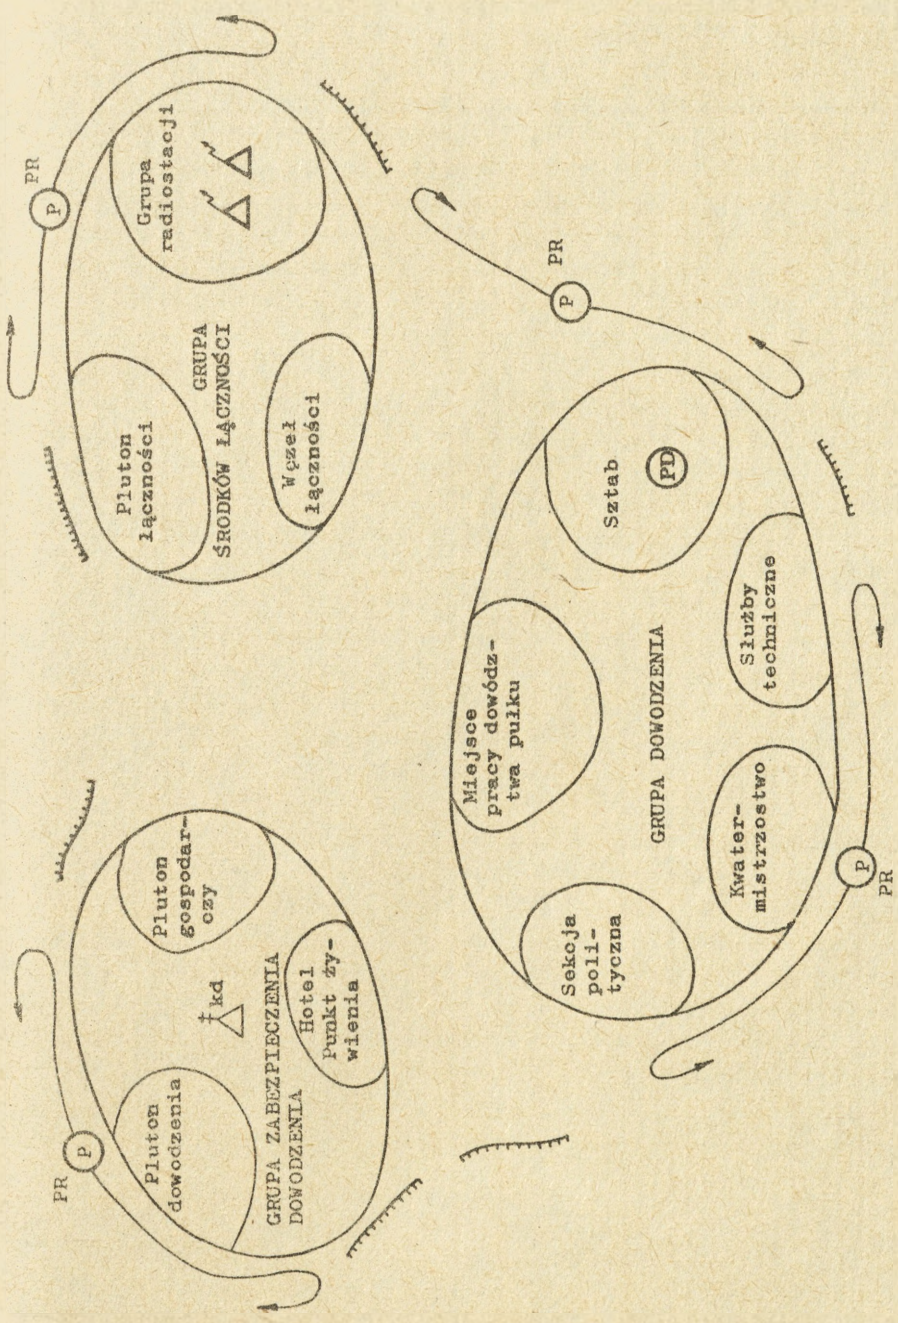 PR
P
Pluton
dowodzenia
kd
Pluton
gospodar-
czy
GRUPA ZABEZPIECZENIA
DOWODZENIA
Hotel
Punkt ży-
wienia
PR
P
Pluton
łączności
GRUPA
ŚRODKÓW ŁĄCZNOŚCI
Węzeł
łączności
Grupa
radiostacji
Sekcja
poli-
tyczna
Miejsce
pracy dowódz-
twa pułku
Sztab
PD
GRUPA DOWODZENIA
Kwater-
mistrzostwo
Służby
techniczne
P
PR
P
PR